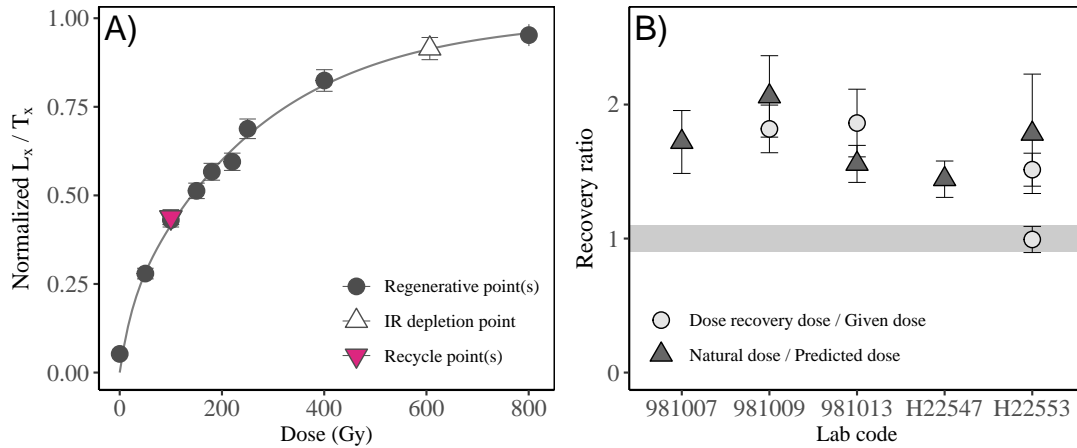 A)
Normalized Lₓ / Tₓ
1.00
0.75
0.50
0.25
0.00
Regenerative point(s)
IR depletion point
Recycle point(s)
0 200 400 600 800
Dose (Gy)
B)
Recovery ratio
2
1
0
Dose recovery dose / Given dose
Natural dose / Predicted dose
981007 981009 981013 H22547 H22553
Lab code